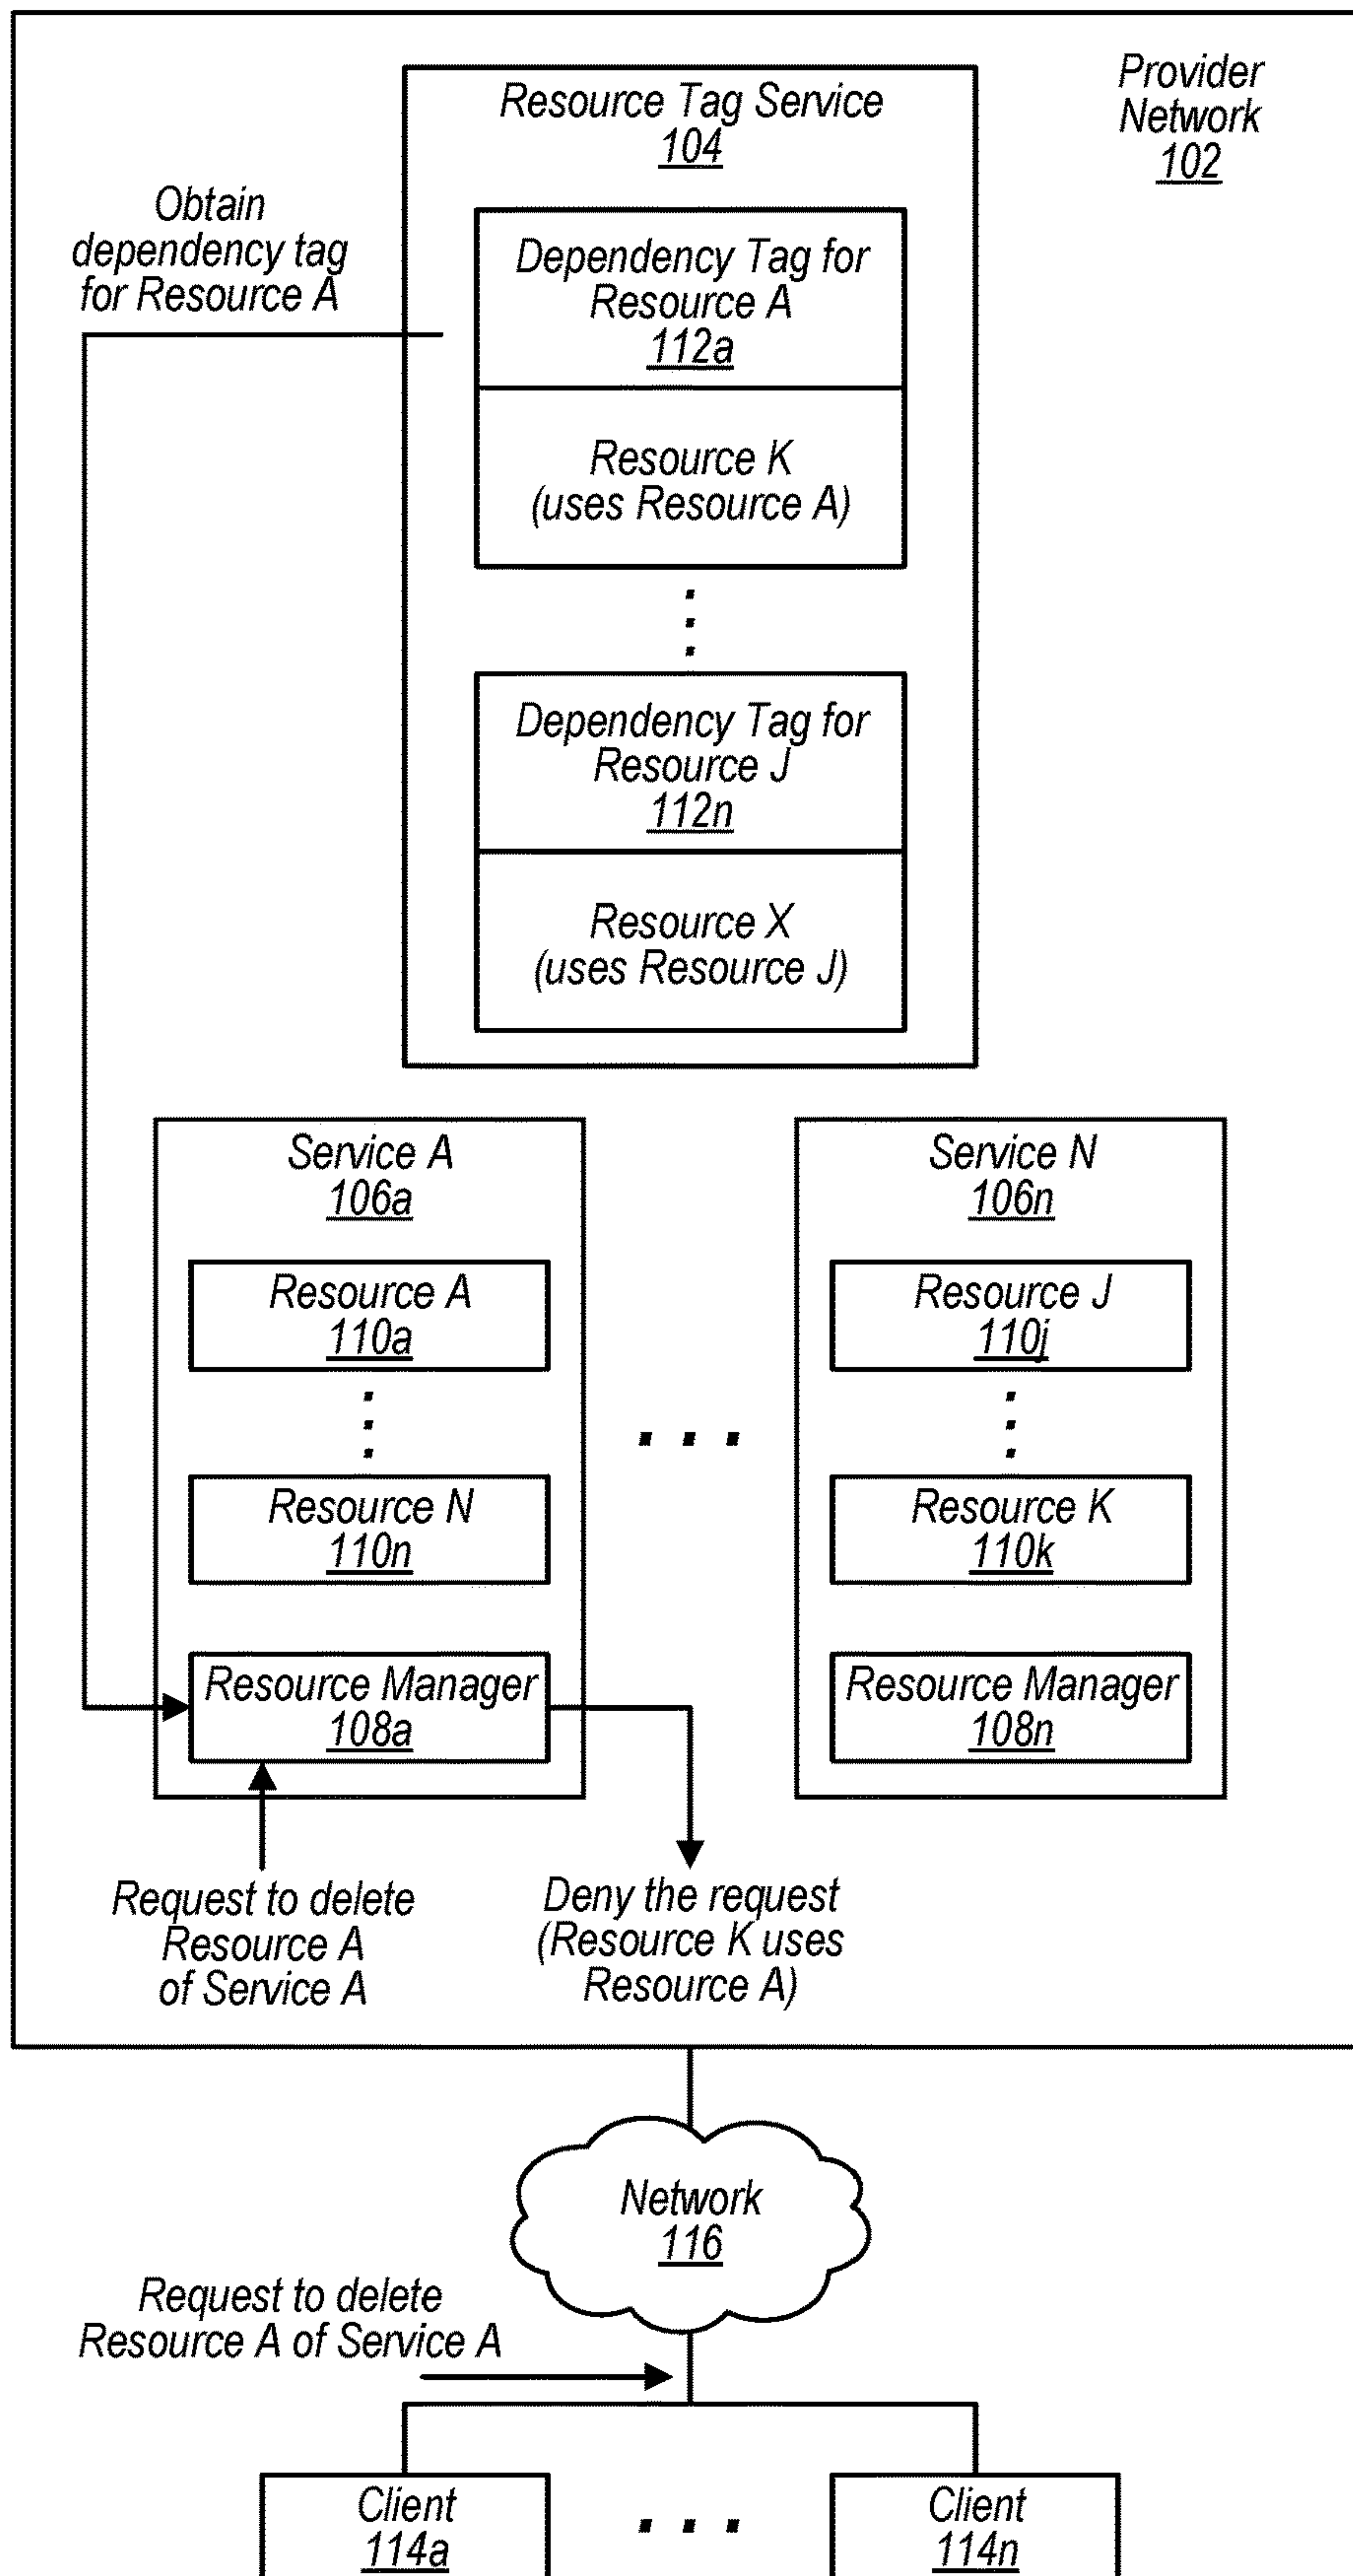 Provider
Network
102
Resource Tag Service
104
Obtain
dependency tag
for Resource A
Dependency Tag for
Resource A
112a
Resource K
(uses Resource A)
Dependency Tag for
Resource J
112n
Resource X
(uses Resource J)
Service A
106a
Resource A
110a
Resource N
110n
Resource Manager
108a
Service N
106n
Resource J
110j
Resource K
110k
Resource Manager
108n
Request to delete
Resource A
of Service A
Deny the request
(Resource K uses
Resource A)
Network
116
Request to delete
Resource A of Service A
Client
114a
Client
114n